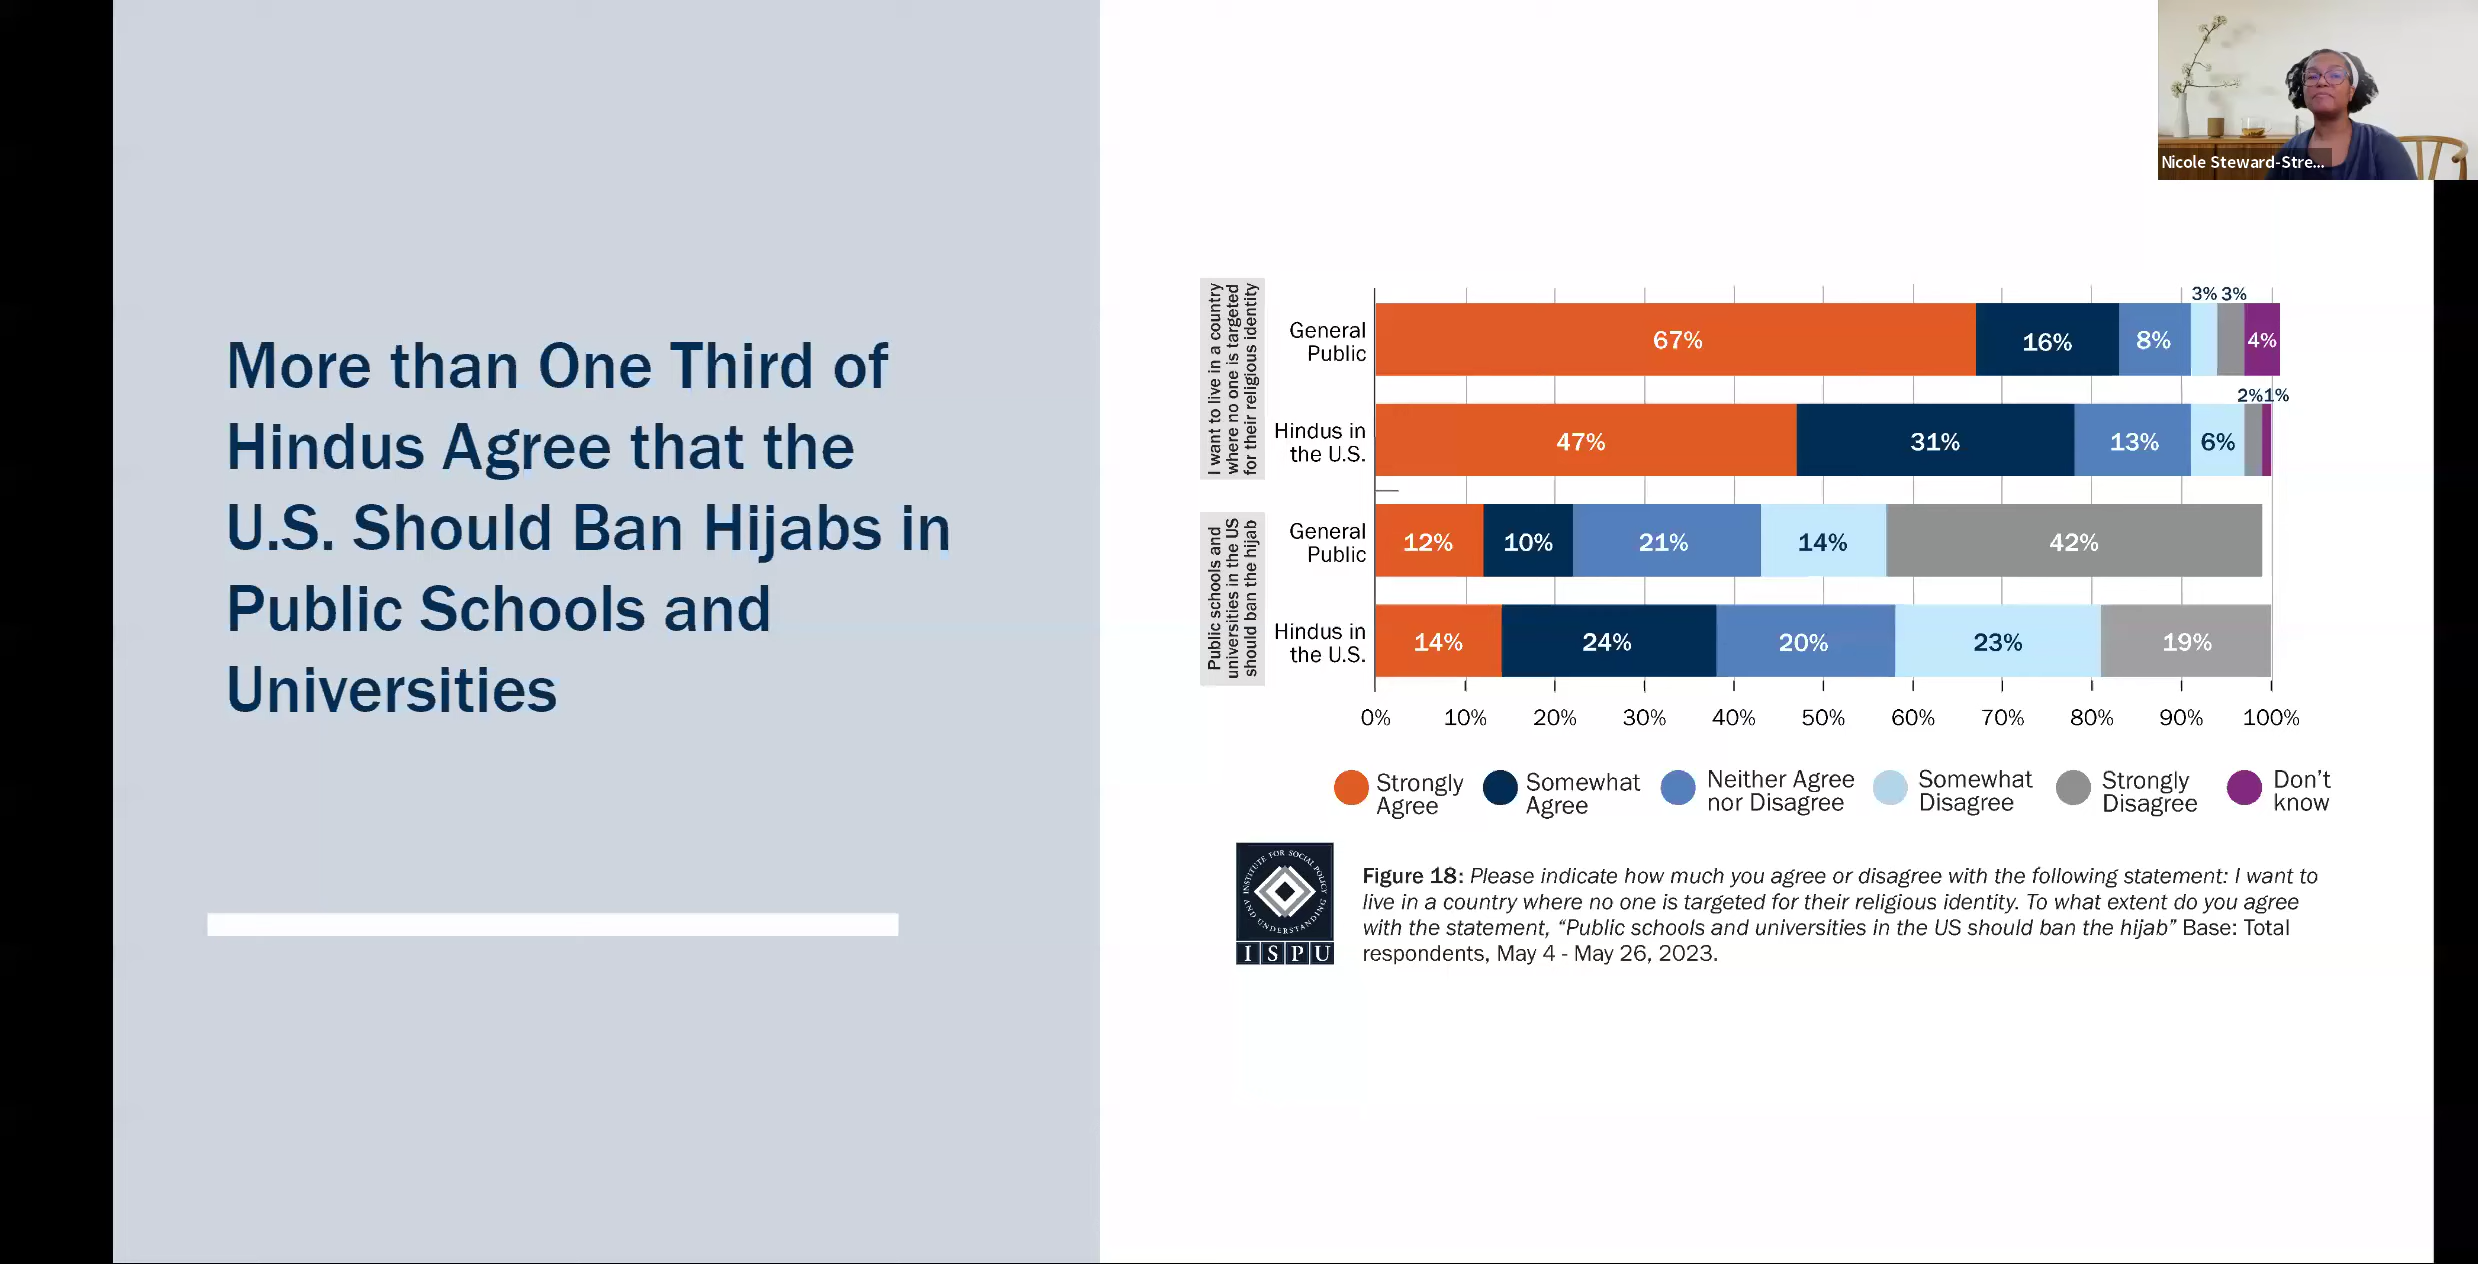 More than One Third of
Hindus Agree that the
U.S. Should Ban Hijabs in
Public Schools and
Universities
Nicole Steward-Stre...
I want to live in a country
where no one is targeted
for their religious identity
General
Public
67%
16%
8%
3%
3%
4%
Hindus in
the U.S.
47%
31%
13%
6%
2%
1%
Public schools and
universities in the US
should ban the hijab
General
Public
12%
10%
21%
14%
42%
Hindus in
the U.S.
14%
24%
20%
23%
19%
0% 10% 20% 30% 40% 50% 60% 70% 80% 90% 100%
Strongly
Agree
Somewhat
Agree
Neither Agree
nor Disagree
Somewhat
Disagree
Strongly
Disagree
Don't
know
INSTITUTE FOR SOCIAL POLICY
AND UNDERSTANDING
ISPU
Figure 18: Please indicate how much you agree or disagree with the following statement: I want to
live in a country where no one is targeted for their religious identity. To what extent do you agree
with the statement, “Public schools and universities in the US should ban the hijab” Base: Total
respondents, May 4 - May 26, 2023.